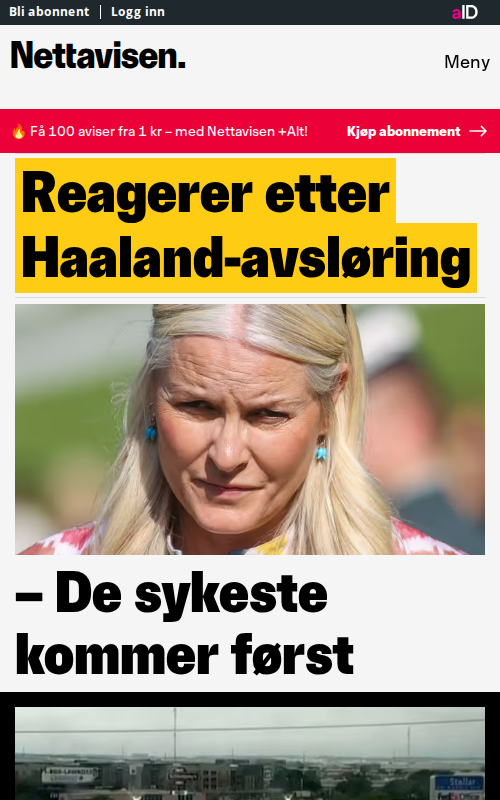 Bli abonnent
Logg inn
aID
Nettavisen.
Meny
🔥 Få 100 aviser fra 1 kr – med Nettavisen +Alt!
Kjøp abonnement →
Reagerer etter
Haaland-avsløring
– De sykeste
kommer først
Stellar